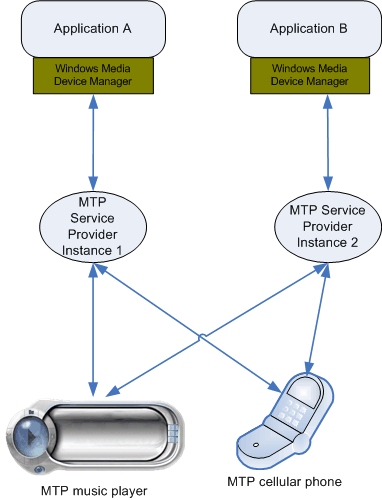 Application A
Application B
Windows Media
Device Manager
Windows Media
Device Manager
MTP
Service
Provider
Instance 1
MTP Service
Provider
Instance 2
MTP music player
MTP cellular phone